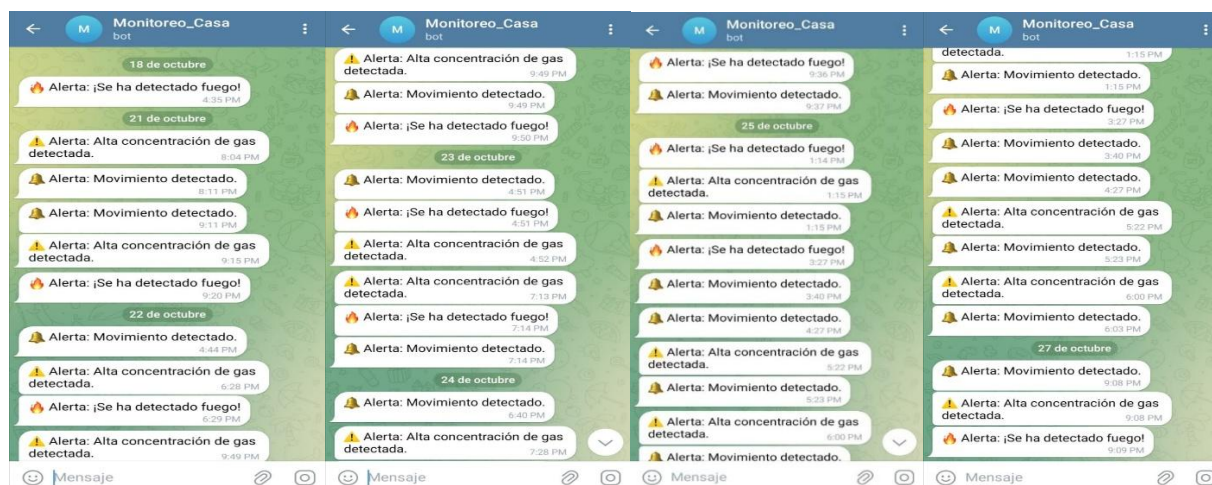 Monitoreo_Casa
bot
18 de octubre
Alerta: ¡Se ha detectado fuego!
4:35 PM
21 de octubre
Alerta: Alta concentración de gas
detectada. 8:04 PM
Alerta: Movimiento detectado.
8:11 PM
Alerta: Movimiento detectado.
9:11 PM
Alerta: Alta concentración de gas
detectada. 9:15 PM
Alerta: ¡Se ha detectado fuego!
9:20 PM
22 de octubre
Alerta: Movimiento detectado.
4:44 PM
Alerta: Alta concentración de gas
detectada. 6:28 PM
Alerta: ¡Se ha detectado fuego!
6:29 PM
Alerta: Alta concentración de gas
detectada. 9:49 PM
Mensaje
Monitoreo_Casa
bot
Alerta: Alta concentración de gas
detectada. 9:49 PM
Alerta: Movimiento detectado.
9:49 PM
Alerta: ¡Se ha detectado fuego!
9:50 PM
23 de octubre
Alerta: Movimiento detectado.
4:51 PM
Alerta: ¡Se ha detectado fuego!
4:51 PM
Alerta: Alta concentración de gas
detectada. 4:52 PM
Alerta: Alta concentración de gas
detectada. 7:13 PM
Alerta: ¡Se ha detectado fuego!
7:14 PM
Alerta: Movimiento detectado.
7:14 PM
24 de octubre
Alerta: Movimiento detectado.
6:40 PM
Alerta: Alta concentración de gas
detectada. 7:28 PM
Mensaje
Monitoreo_Casa
bot
Alerta: ¡Se ha detectado fuego!
9:36 PM
Alerta: Movimiento detectado.
9:37 PM
25 de octubre
Alerta: ¡Se ha detectado fuego!
1:14 PM
Alerta: Alta concentración de gas
detectada. 1:15 PM
Alerta: Movimiento detectado.
1:15 PM
Alerta: ¡Se ha detectado fuego!
3:27 PM
Alerta: Movimiento detectado.
3:40 PM
Alerta: Movimiento detectado.
4:27 PM
Alerta: Alta concentración de gas
detectada. 5:22 PM
Alerta: Movimiento detectado.
5:23 PM
Alerta: Alta concentración de gas
detectada. 6:00 PM
Alerta: Movimiento detectado.
Mensaje
Monitoreo_Casa
bot
detectada. 1:15 PM
Alerta: Movimiento detectado.
1:15 PM
Alerta: ¡Se ha detectado fuego!
3:27 PM
Alerta: Movimiento detectado.
3:40 PM
Alerta: Movimiento detectado.
4:27 PM
Alerta: Alta concentración de gas
detectada. 5:22 PM
Alerta: Movimiento detectado.
5:23 PM
Alerta: Alta concentración de gas
detectada. 6:00 PM
Alerta: Movimiento detectado.
6:03 PM
27 de octubre
Alerta: Movimiento detectado.
9:08 PM
Alerta: Alta concentración de gas
detectada. 9:08 PM
Alerta: ¡Se ha detectado fuego!
9:09 PM
Mensaje